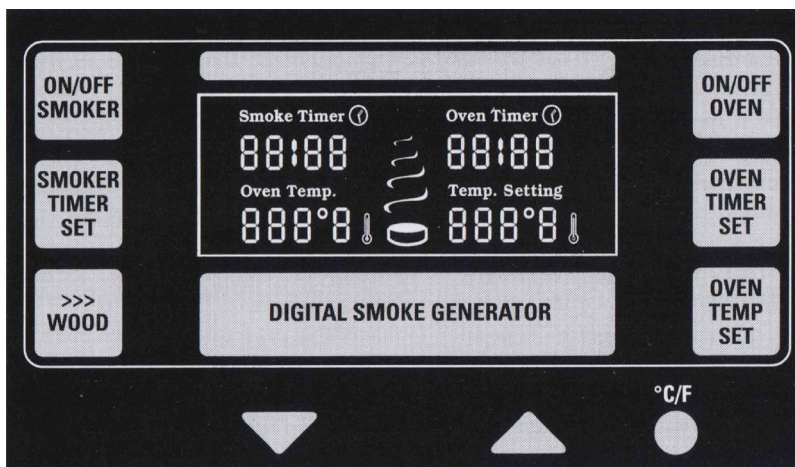 ON/OFF
SMOKER
SMOKER
TIMER
SET
>>>
WOOD
Smoke Timer
88:88
Oven Timer
88:88
Oven Temp.
888°8
Temp. Setting
888°8
DIGITAL SMOKE GENERATOR
ON/OFF
OVEN
OVEN
TIMER
SET
OVEN
TEMP
SET
°C/F